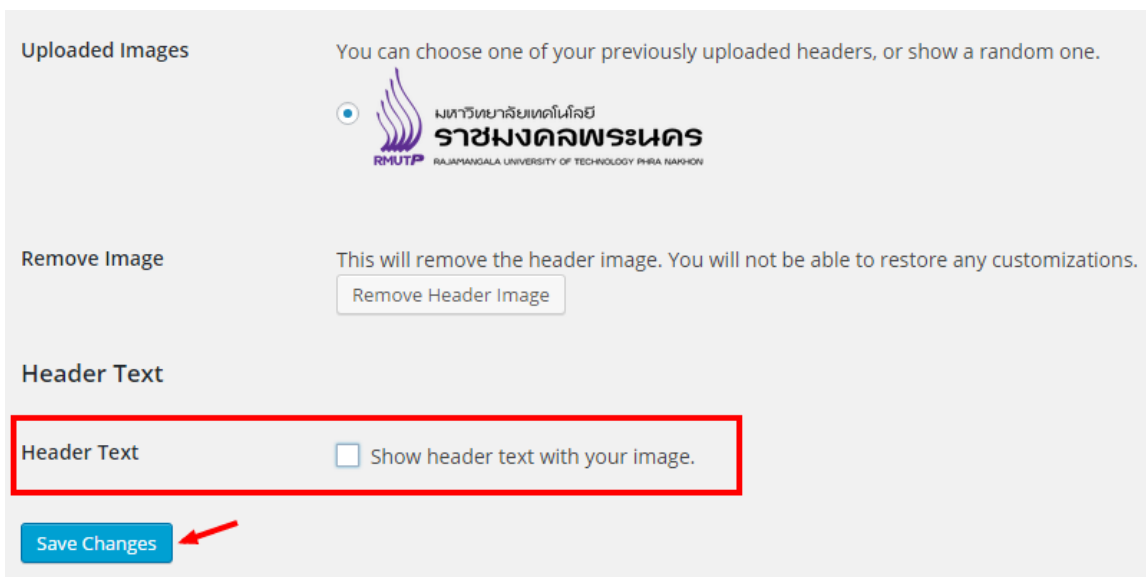 Uploaded Images
You can choose one of your previously uploaded headers, or show a random one.
มหาวิทยาลัยเทคโนโลยี
ราชมงคลพระนคร
RMUTP
RAJAMANGALA UNIVERSITY OF TECHNOLOGY PHRA NAKHON
Remove Image
This will remove the header image. You will not be able to restore any customizations.
Remove Header Image
Header Text
Header Text
Show header text with your image.
Save Changes